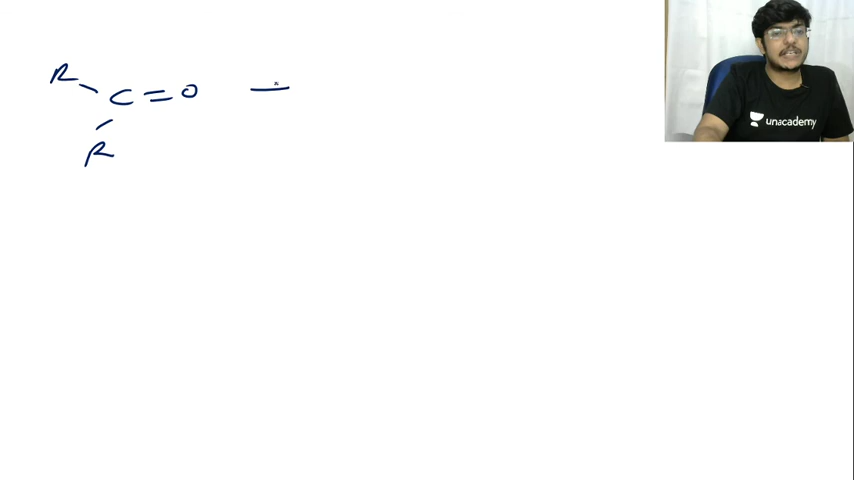 R
C = O —
R
unacademy